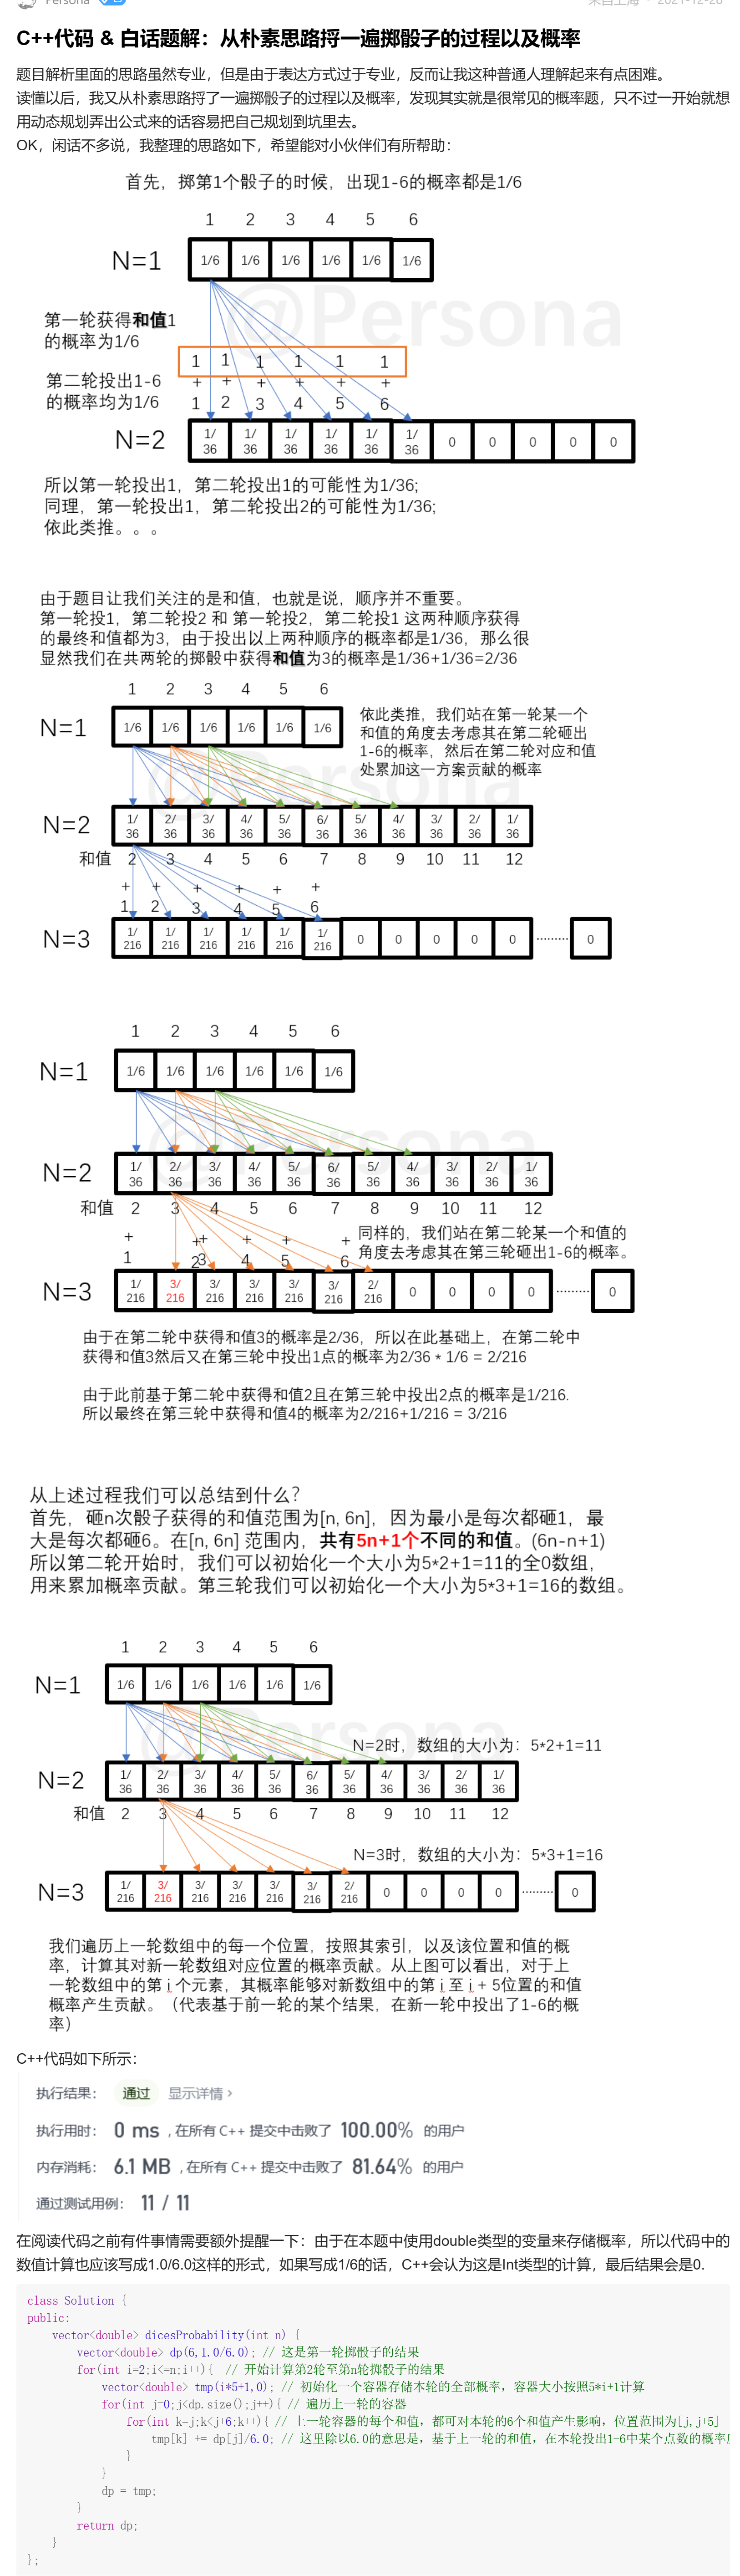 Persona
来自上海 · 2021-12-26
C++代码 & 白话题解：从朴素思路捋一遍掷骰子的过程以及概率
题目解析里面的思路虽然专业，但是由于表达方式过于专业，反而让我这种普通人理解起来有点困难。
读懂以后，我又从朴素思路捋了一遍掷骰子的过程以及概率，发现其实就是很常见的概率题，只不过一开始就想
用动态规划弄出公式来的话容易把自己规划到坑里去。
OK，闲话不多说，我整理的思路如下，希望能对小伙伴们有所帮助：
首先，掷第1个骰子的时候，出现1-6的概率都是1/6
1 2 3 4 5 6
N=1 1/6 1/6 1/6 1/6 1/6 1/6
@Persona
第一轮获得和值1
的概率为1/6
1 1 1 1 1 1
第二轮投出1-6
的概率均为1/6
+ + + + + +
1 2 3 4 5 6
N=2 1/36 1/36 1/36 1/36 1/36 1/36 0 0 0 0 0
所以第一轮投出1，第二轮投出1的可能性为1/36;
同理，第一轮投出1，第二轮投出2的可能性为1/36;
依此类推。。。
由于题目让我们关注的是和值，也就是说，顺序并不重要。
第一轮投1，第二轮投2 和 第一轮投2，第二轮投1 这两种顺序获得
的最终和值都为3，由于投出以上两种顺序的概率都是1/36，那么很
显然我们在共两轮的掷骰中获得和值为3的概率是1/36+1/36=2/36
1 2 3 4 5 6
N=1 1/6 1/6 1/6 1/6 1/6 1/6
依此类推，我们站在第一轮某一个
和值的角度去考虑其在第二轮砸出
1-6的概率，然后在第二轮对应和值
处累加这一方案贡献的概率
@Persona
N=2 1/36 2/36 3/36 4/36 5/36 6/36 5/36 4/36 3/36 2/36 1/36
和值 2 3 4 5 6 7 8 9 10 11 12
+ + + + + +
1 2 3 4 5 6
N=3 1/216 1/216 1/216 1/216 1/216 1/216 0 0 0 0 0 ········· 0
1 2 3 4 5 6
N=1 1/6 1/6 1/6 1/6 1/6 1/6
@Persona
N=2 1/36 2/36 3/36 4/36 5/36 6/36 5/36 4/36 3/36 2/36 1/36
和值 2 3 4 5 6 7 8 9 10 11 12
同样的，我们站在第二轮某一个和值的
角度去考虑其在第三轮砸出1-6的概率。
+ + + + + +
1 2 3 4 5 6
N=3 1/216 3/216 3/216 3/216 3/216 3/216 2/216 0 0 0 0 ········· 0
由于在第二轮中获得和值3的概率是2/36，所以在此基础上，在第二轮中
获得和值3然后又在第三轮中投出1点的概率为2/36 * 1/6 = 2/216
由于此前基于第二轮中获得和值2且在第三轮中投出2点的概率是1/216.
所以最终在第三轮中获得和值4的概率为2/216+1/216 = 3/216
从上述过程我们可以总结到什么？
首先，砸n次骰子获得的和值范围为[n, 6n]，因为最小是每次都砸1，最
大是每次都砸6。在[n, 6n] 范围内，共有5n+1个不同的和值。(6n-n+1)
所以第二轮开始时，我们可以初始化一个大小为5*2+1=11的全0数组，
用来累加概率贡献。第三轮我们可以初始化一个大小为5*3+1=16的数组。
1 2 3 4 5 6
N=1 1/6 1/6 1/6 1/6 1/6 1/6
@Persona
N=2时，数组的大小为：5*2+1=11
N=2 1/36 2/36 3/36 4/36 5/36 6/36 5/36 4/36 3/36 2/36 1/36
和值 2 3 4 5 6 7 8 9 10 11 12
N=3时，数组的大小为：5*3+1=16
N=3 1/216 3/216 3/216 3/216 3/216 3/216 2/216 0 0 0 0 ········· 0
我们遍历上一轮数组中的每一个位置，按照其索引，以及该位置和值的概
率，计算其对新一轮数组对应位置的概率贡献。从上图可以看出，对于上
一轮数组中的第 i 个元素，其概率能够对新数组中的第 i 至 i + 5位置的和值
概率产生贡献。（代表基于前一轮的某个结果，在新一轮中投出了1-6的概
率）
C++代码如下所示：
执行结果： 通过 显示详情 ›
执行用时： 0 ms , 在所有 C++ 提交中击败了 100.00% 的用户
内存消耗： 6.1 MB , 在所有 C++ 提交中击败了 81.64% 的用户
通过测试用例： 11 / 11
在阅读代码之前有件事情需要额外提醒一下：由于在本题中使用double类型的变量来存储概率，所以代码中的
数值计算也应该写成1.0/6.0这样的形式，如果写成1/6的话，C++会认为这是Int类型的计算，最后结果会是0.
class Solution {
public:
    vector<double> dicesProbability(int n) {
        vector<double> dp(6,1.0/6.0); // 这是第一轮掷骰子的结果
        for(int i=2;i<=n;i++){  // 开始计算第2轮至第n轮掷骰子的结果
            vector<double> tmp(i*5+1,0); // 初始化一个容器存储本轮的全部概率，容器大小按照5*i+1计算
            for(int j=0;j<dp.size();j++){ // 遍历上一轮的容器
                for(int k=j;k<j+6;k++){ // 上一轮容器的每个和值，都可对本轮的6个和值产生影响，位置范围为[j,j+5]
                    tmp[k] += dp[j]/6.0; // 这里除以6.0的意思是，基于上一轮的和值，在本轮投出1-6中某个点数的概率
                }
            }
            dp = tmp;
        }
        return dp;
    }
};